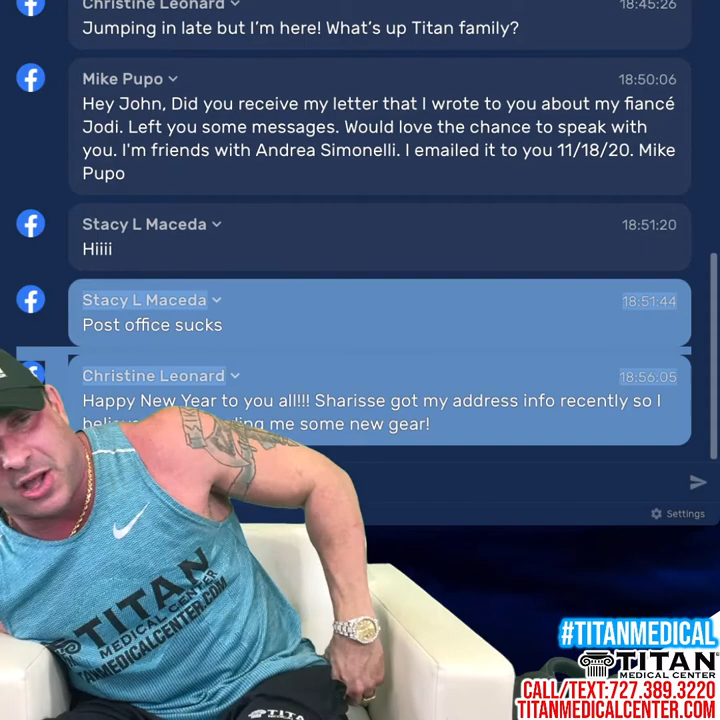 Christine Leonard 18:45:26
Jumping in late but I'm here! What's up Titan family?
Mike Pupo 18:50:06
Hey John, Did you receive my letter that I wrote to you about my fiancé
Jodi. Left you some messages. Would love the chance to speak with
you. I'm friends with Andrea Simonelli. I emailed it to you 11/18/20. Mike
Pupo
Stacy L Maceda 18:51:20
Hiiii
Stacy L Maceda 18:51:44
Post office sucks
Christine Leonard 18:56:05
Happy New Year to you all!!! Sharisse got my address info recently so I
me some new gear!
Settings
TITAN
MEDICAL CENTER
TITANMEDICALCENTER.COM
TITAN
#TITANMEDICAL
TITAN
MEDICAL CENTER
CALL/TEXT:727.389.3220
TITANMEDICALCENTER.COM